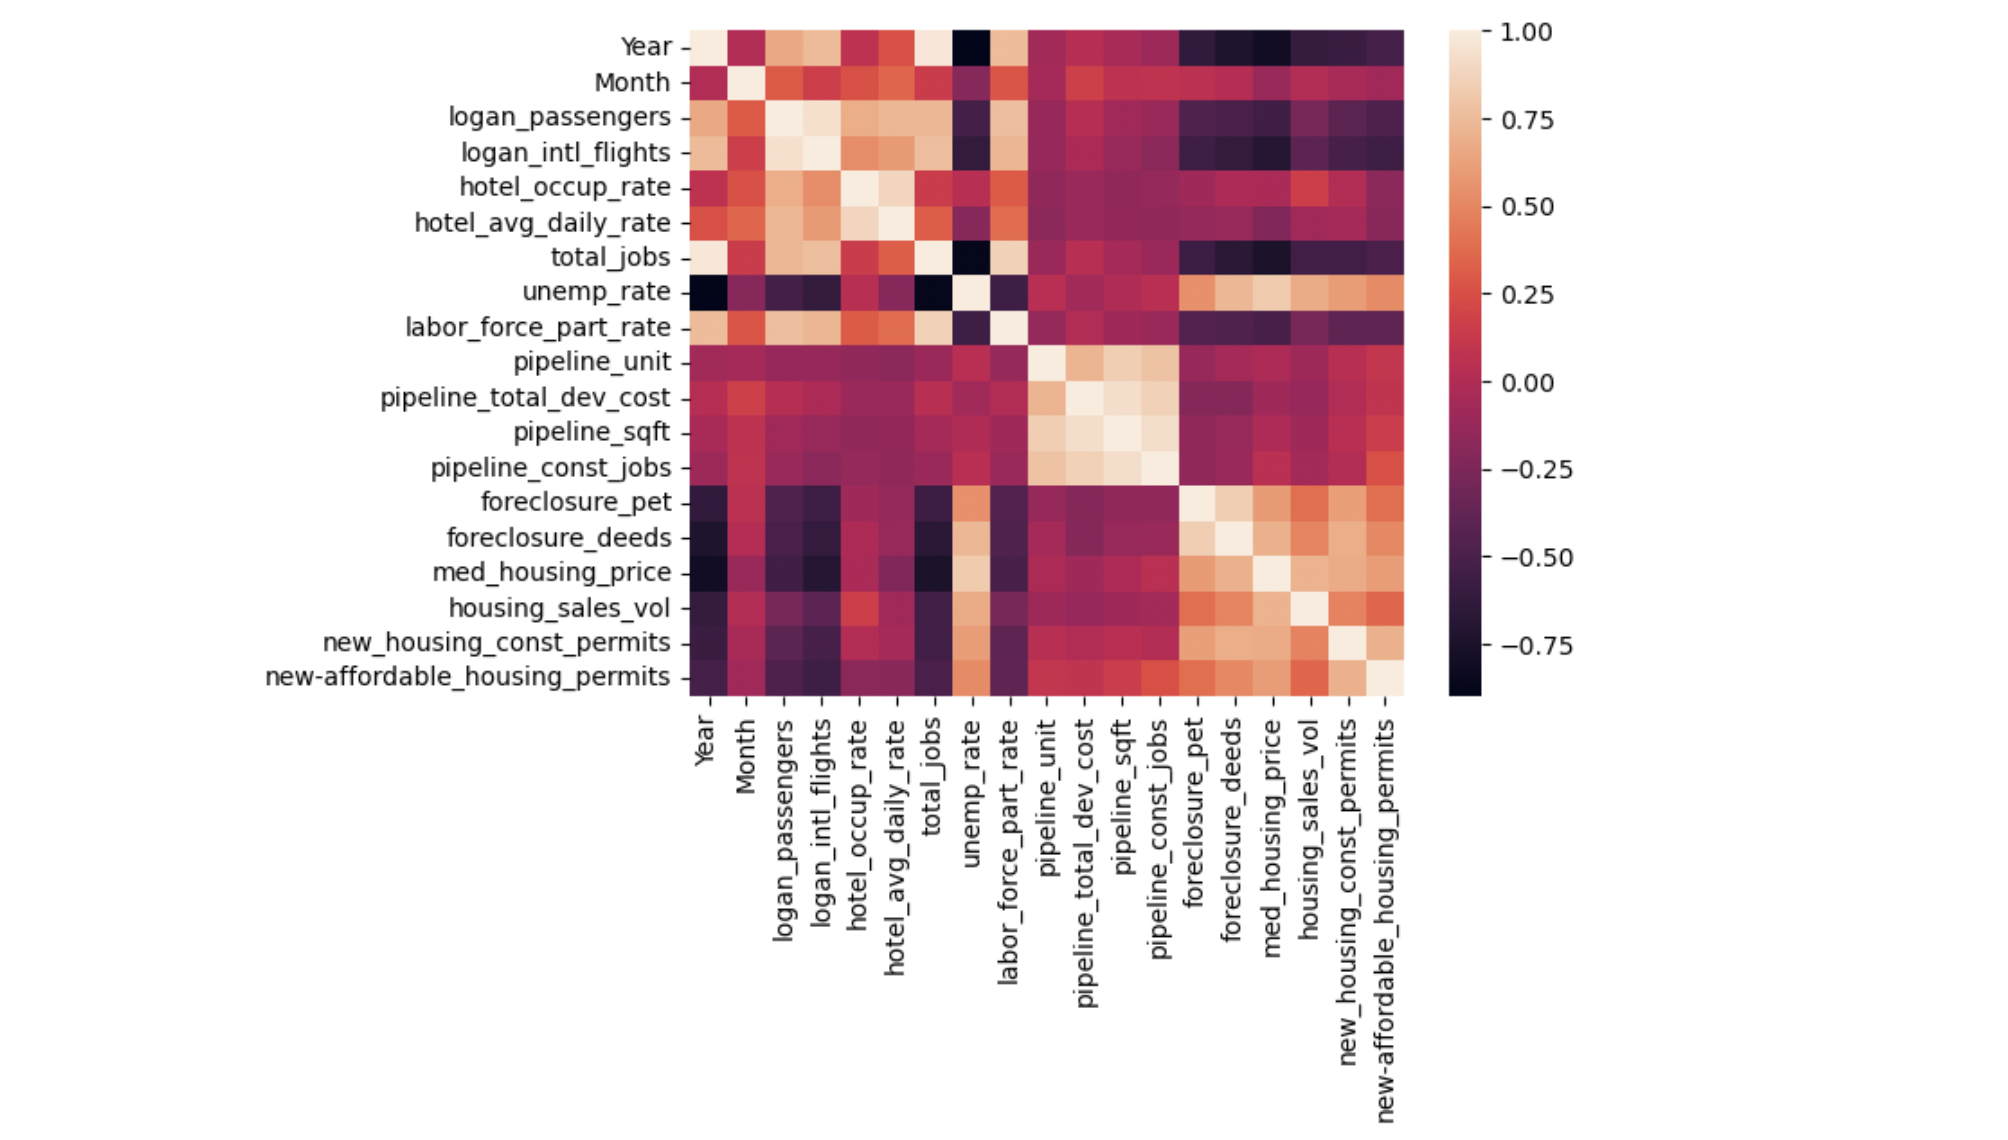 Year
Month
logan_passengers
logan_intl_flights
hotel_occup_rate
hotel_avg_daily_rate
total_jobs
unemp_rate
labor_force_part_rate
pipeline_unit
pipeline_total_dev_cost
pipeline_sqft
pipeline_const_jobs
foreclosure_pet
foreclosure_deeds
med_housing_price
housing_sales_vol
new_housing_const_permits
new-affordable_housing_permits
Year
Month
logan_passengers
logan_intl_flights
hotel_occup_rate
hotel_avg_daily_rate
total_jobs
unemp_rate
labor_force_part_rate
pipeline_unit
pipeline_total_dev_cost
pipeline_sqft
pipeline_const_jobs
foreclosure_pet
foreclosure_deeds
med_housing_price
housing_sales_vol
new_housing_const_permits
new-affordable_housing_permits
1.00
0.75
0.50
0.25
0.00
−0.25
−0.50
−0.75